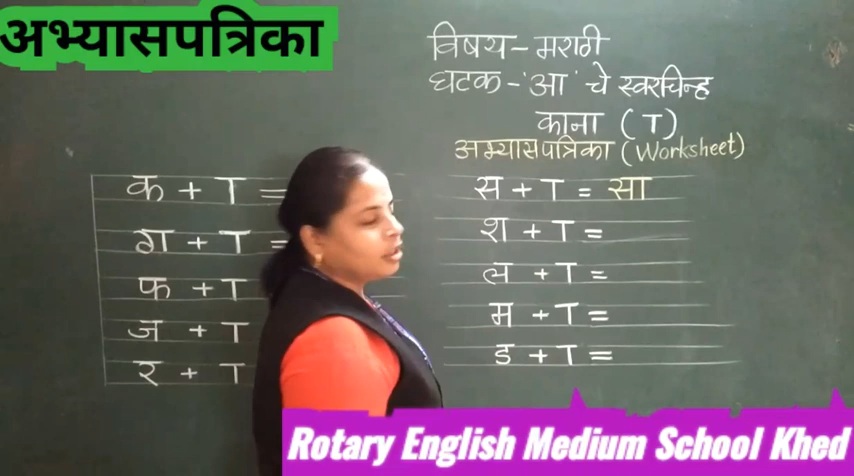 अभ्यासपत्रिका
विषय - मराठी
घटक - 'आ' चे स्वरचिन्ह
काना (ा)
अभ्यासपत्रिका (Worksheet)
क + ा =
ग + ा =
फ + ा
ज + ा
र + ा
स + ा = सा
श + ा =
ल + ा =
म + ा =
ड + ा =
Rotary English Medium School Khed